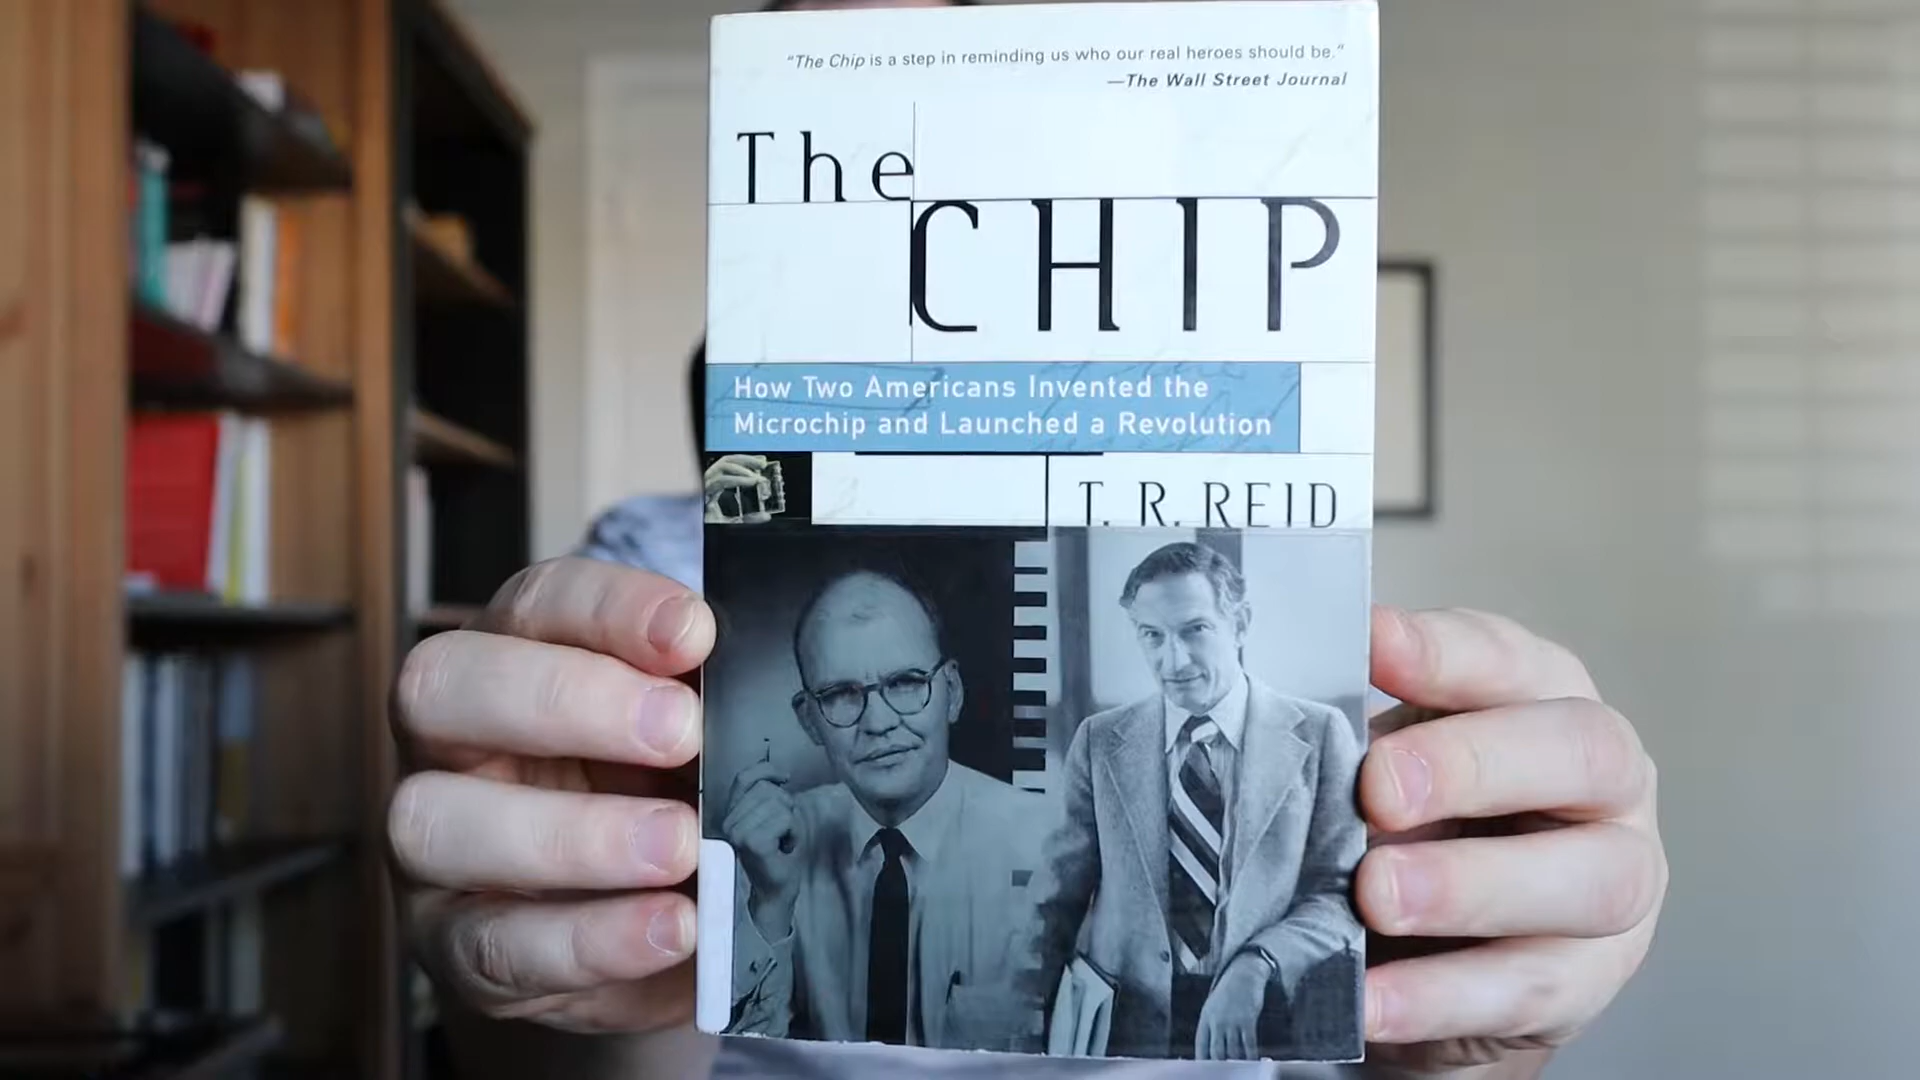 "The Chip is a step in reminding us who our real heroes should be."
—The Wall Street Journal
The
CHIP
How Two Americans Invented the
Microchip and Launched a Revolution
T. R. REID